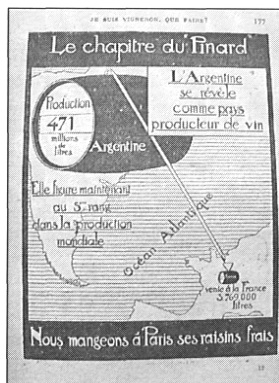 JE SUIS VIGNERON, QUE FAIRE?
177
Le chapitre du "Pinard"
L'Argentine
se révèle
comme pays
producteur de vin
Production
471
millions
de
litres
Argentine
Elle figure maintenant
au 5e rang
dans la production
mondiale
Océan Atlantique
vente à la France
3.769.000
litres
Nous mangeons à Paris ses raisins frais